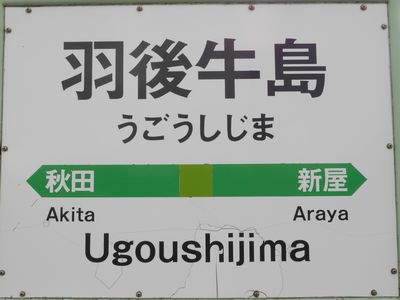 羽後牛島
うごうしじま
秋田 新屋
Akita Araya
Ugoushijima